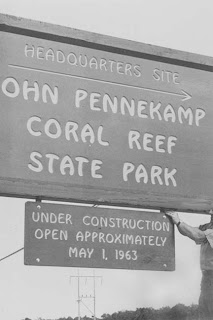 HEADQUARTERS SITE
OHN PENNEKAMP
CORAL REEF
STATE PARK
UNDER CONSTRUCTION
OPEN APPROXIMATELY
MAY 1, 1963